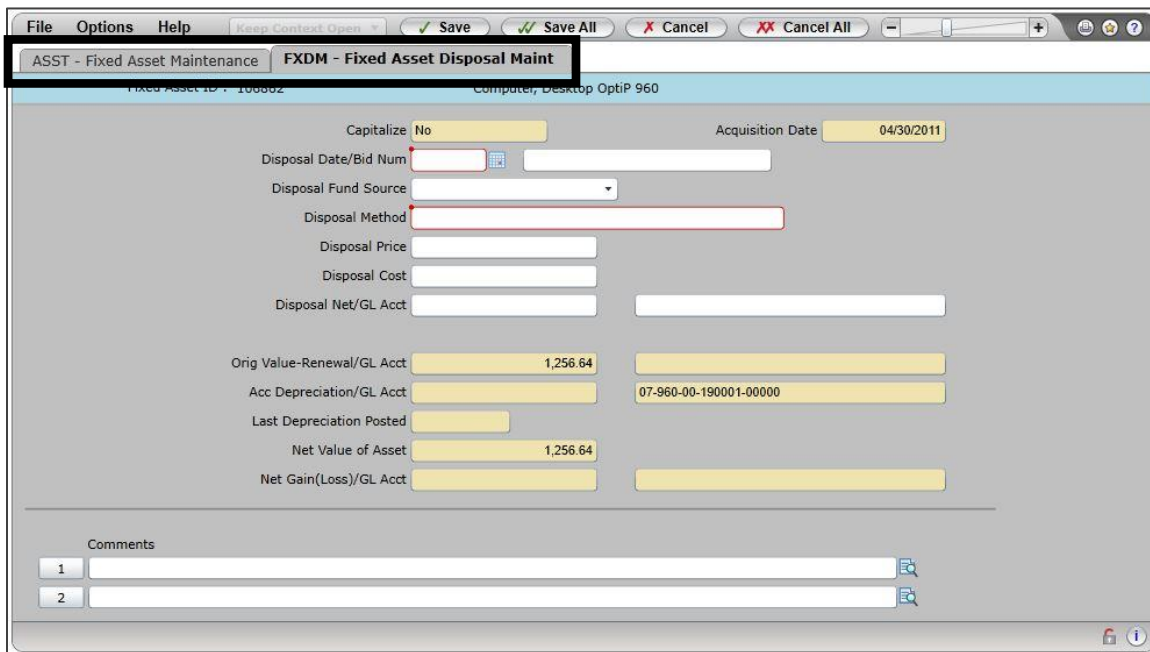 File Options Help Keep Context Open Save Save All Cancel Cancel All
ASST - Fixed Asset Maintenance FXDM - Fixed Asset Disposal Maint
Fixed Asset ID : 106862 Computer, Desktop OptiP 960
Capitalize No Acquisition Date 04/30/2011
Disposal Date/Bid Num
Disposal Fund Source
Disposal Method
Disposal Price
Disposal Cost
Disposal Net/GL Acct
Orig Value-Renewal/GL Acct 1,256.64
Acc Depreciation/GL Acct 07-960-00-190001-00000
Last Depreciation Posted
Net Value of Asset 1,256.64
Net Gain(Loss)/GL Acct
Comments
1
2